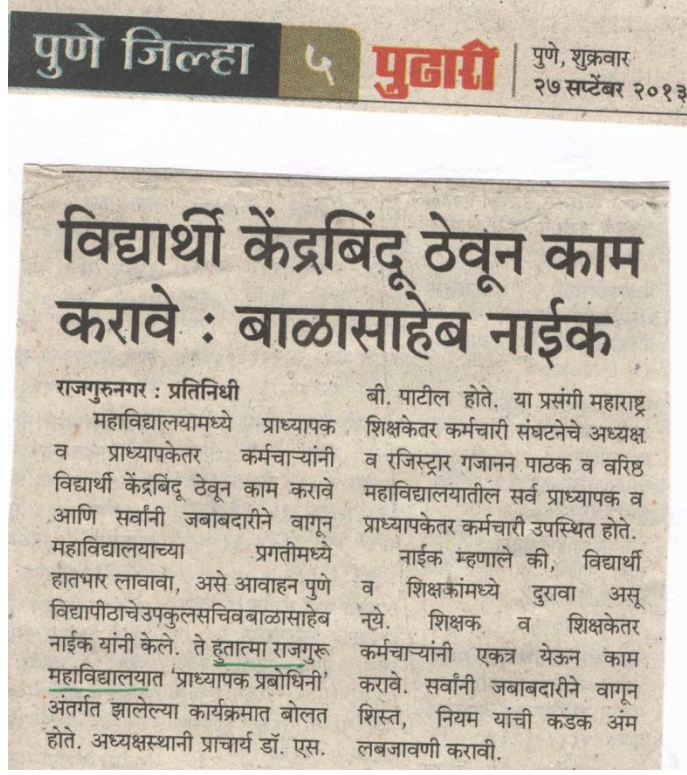 पुणे जिल्हा
५
पुढारी
पुणे, शुक्रवार
२७ सप्टेंबर २०१३
विद्यार्थी केंद्रबिंदू ठेवून काम
करावे : बाळासाहेब नाईक
राजगुरुनगर : प्रतिनिधी
महाविद्यालयामध्ये प्राध्यापक
व प्राध्यापकेतर कर्मचाऱ्यांनी
विद्यार्थी केंद्रबिंदू ठेवून काम करावे
आणि सर्वांनी जबाबदारीने वागून
महाविद्यालयाच्या प्रगतीमध्ये
हातभार लावावा, असे आवाहन पुणे
विद्यापीठाचे उपकुलसचिव बाळासाहेब
नाईक यांनी केले. ते हुतात्मा राजगुरू
महाविद्यालयात 'प्राध्यापक प्रबोधिनी'
अंतर्गत झालेल्या कार्यक्रमात बोलत
होते. अध्यक्षस्थानी प्राचार्य डॉ. एस.
बी. पाटील होते. या प्रसंगी महाराष्ट्र
शिक्षकेतर कर्मचारी संघटनेचे अध्यक्ष
व रजिस्ट्रार गजानन पाठक व वरिष्ठ
महाविद्यालयातील सर्व प्राध्यापक व
प्राध्यापकेतर कर्मचारी उपस्थित होते.
नाईक म्हणाले की, विद्यार्थी
व शिक्षकांमध्ये दुरावा असू
नये. शिक्षक व शिक्षकेतर
कर्मचाऱ्यांनी एकत्र येऊन काम
करावे. सर्वांनी जबाबदारीने वागून
शिस्त, नियम यांची कडक अंम
लबजावणी करावी.